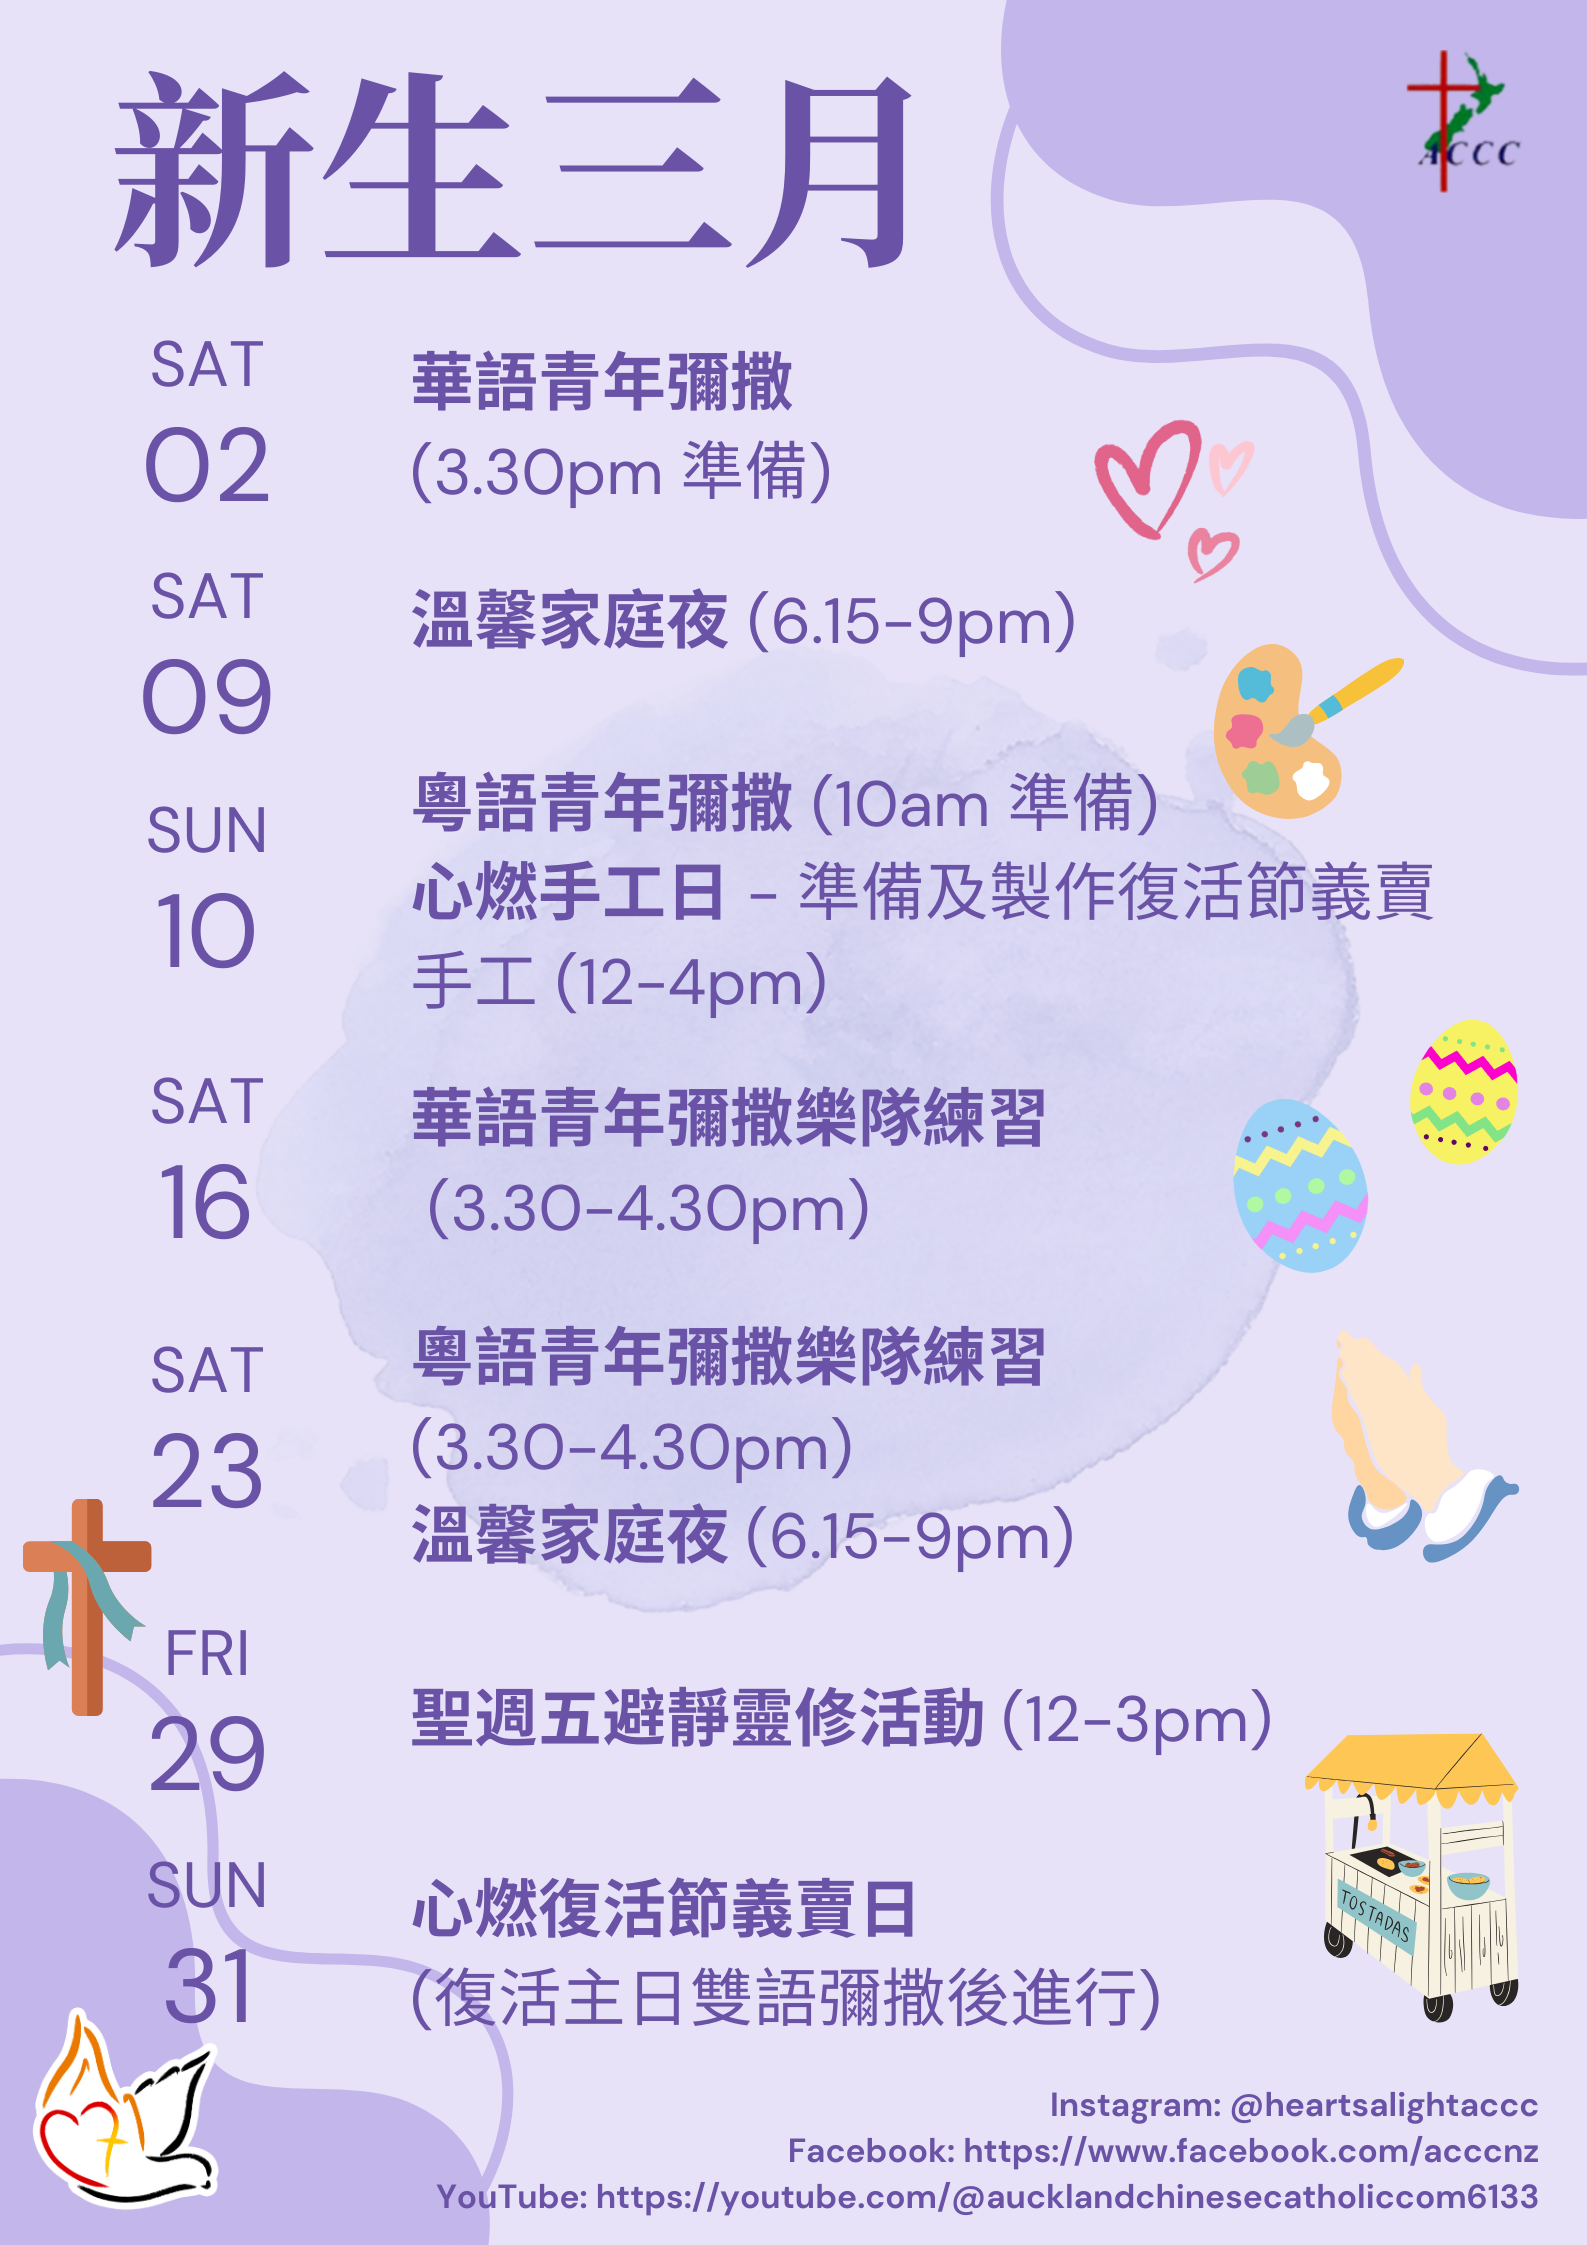 新生三月
ACCC
SAT
02
華語青年彌撒
(3.30pm 準備)
SAT
09
溫馨家庭夜 (6.15-9pm)
SUN
10
粵語青年彌撒 (10am 準備)
心燃手工日 - 準備及製作復活節義賣
手工 (12-4pm)
SAT
16
華語青年彌撒樂隊練習
(3.30-4.30pm)
SAT
23
粵語青年彌撒樂隊練習
(3.30-4.30pm)
溫馨家庭夜 (6.15-9pm)
FRI
29
聖週五避靜靈修活動 (12-3pm)
SUN
31
心燃復活節義賣日
(復活主日雙語彌撒後進行)
TOSTADAS
Instagram: @heartsalightaccc
Facebook: https://www.facebook.com/acccnz
YouTube: https://youtube.com/@aucklandchinesecatholiccom6133